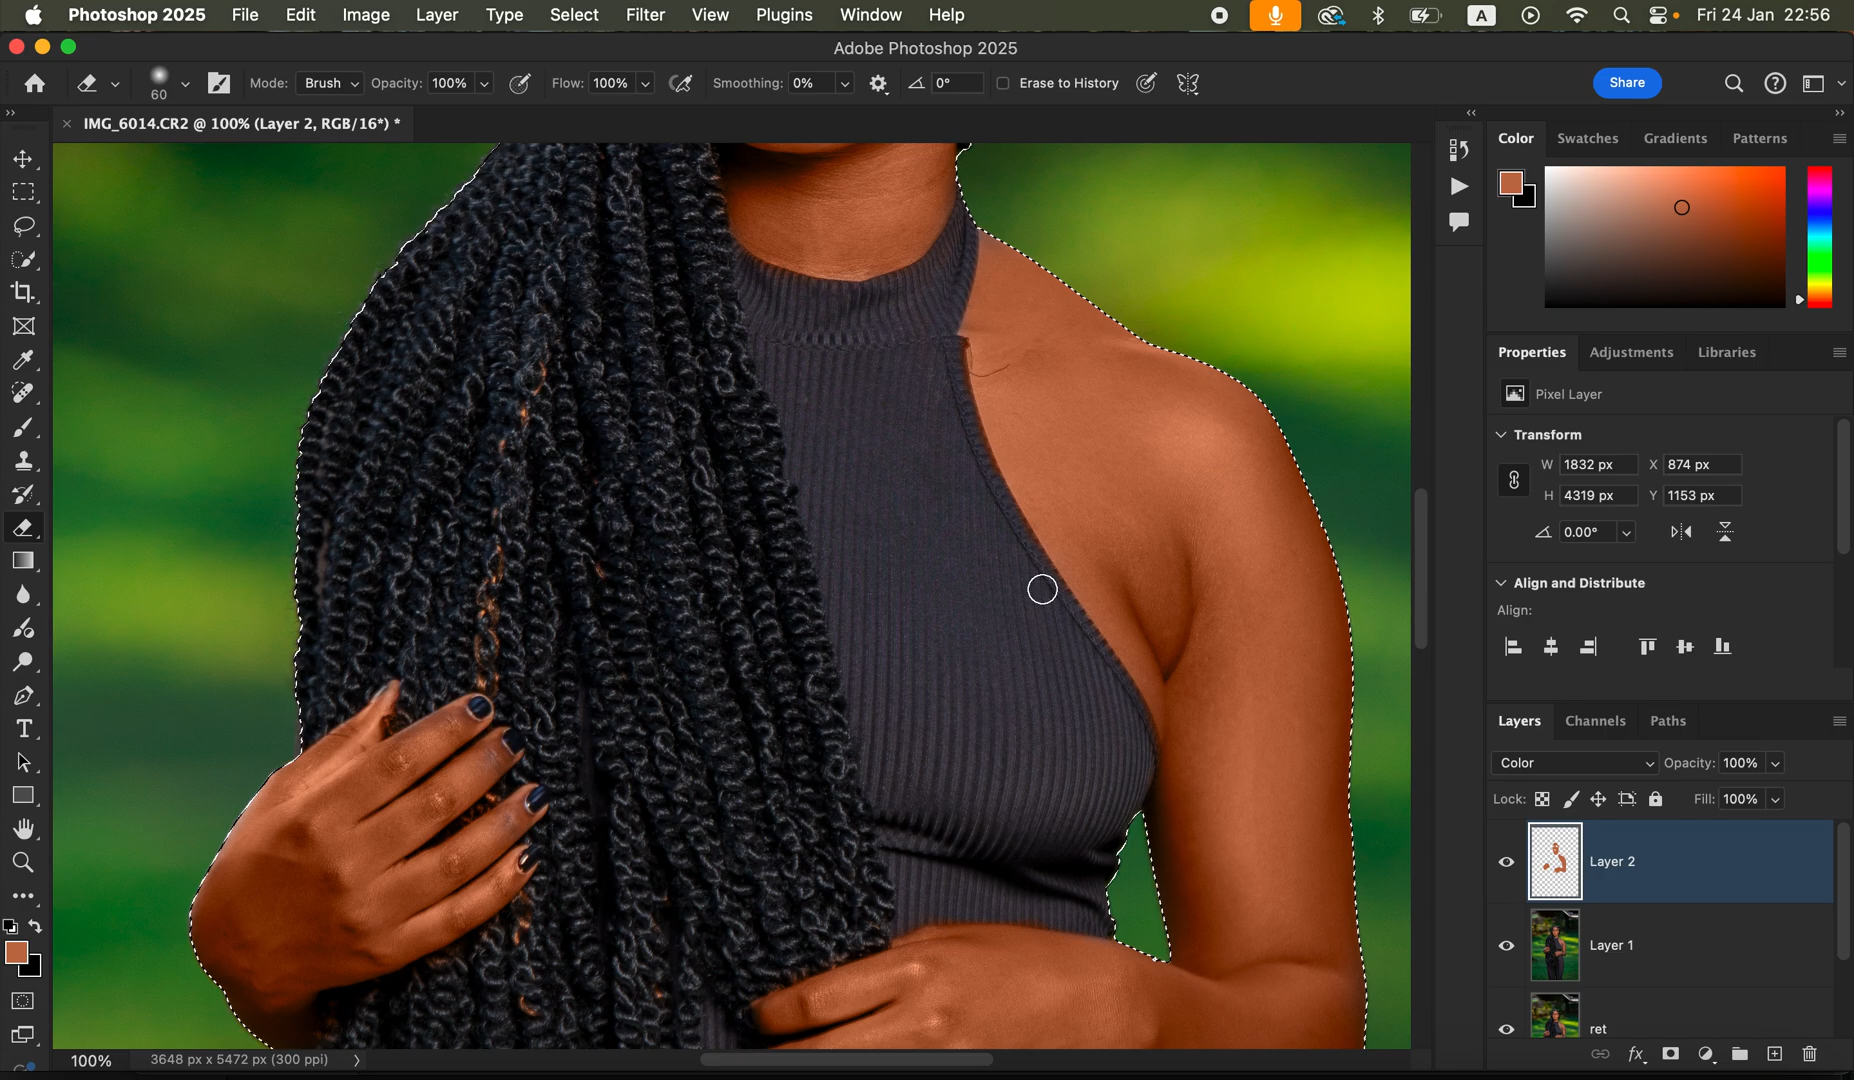 Photoshop 2025 File Edit Image Layer Type Select Filter View Plugins Window Help A Fri 24 Jan 22:56
Adobe Photoshop 2025
60 Mode: Brush Opacity: 100% Flow: 100% Smoothing: 0% 0° Erase to History Share
IMG_6014.CR2 @ 100% (Layer 2, RGB/16*) *
Color Swatches Gradients Patterns
Properties Adjustments Libraries
Pixel Layer
Transform
W 1832 px X 874 px
H 4319 px Y 1153 px
0.00°
Align and Distribute
Align:
Layers Channels Paths
Color Opacity: 100%
Lock: Fill: 100%
Layer 2
Layer 1
ret
fx
100% 3648 px x 5472 px (300 ppi)